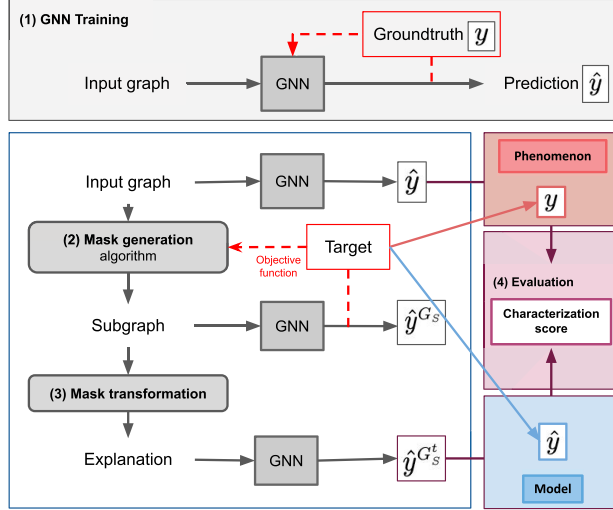 (1) GNN Training
Groundtruth y
Input graph
GNN
Prediction ŷ
Phenomenon
Input graph
GNN
ŷ
y
(2) Mask generation
algorithm
Objective
function
Target
(4) Evaluation
Characterization
score
Subgraph
GNN
ŷ^{G_S}
(3) Mask transformation
Explanation
GNN
ŷ^{G_S^t}
ŷ
Model